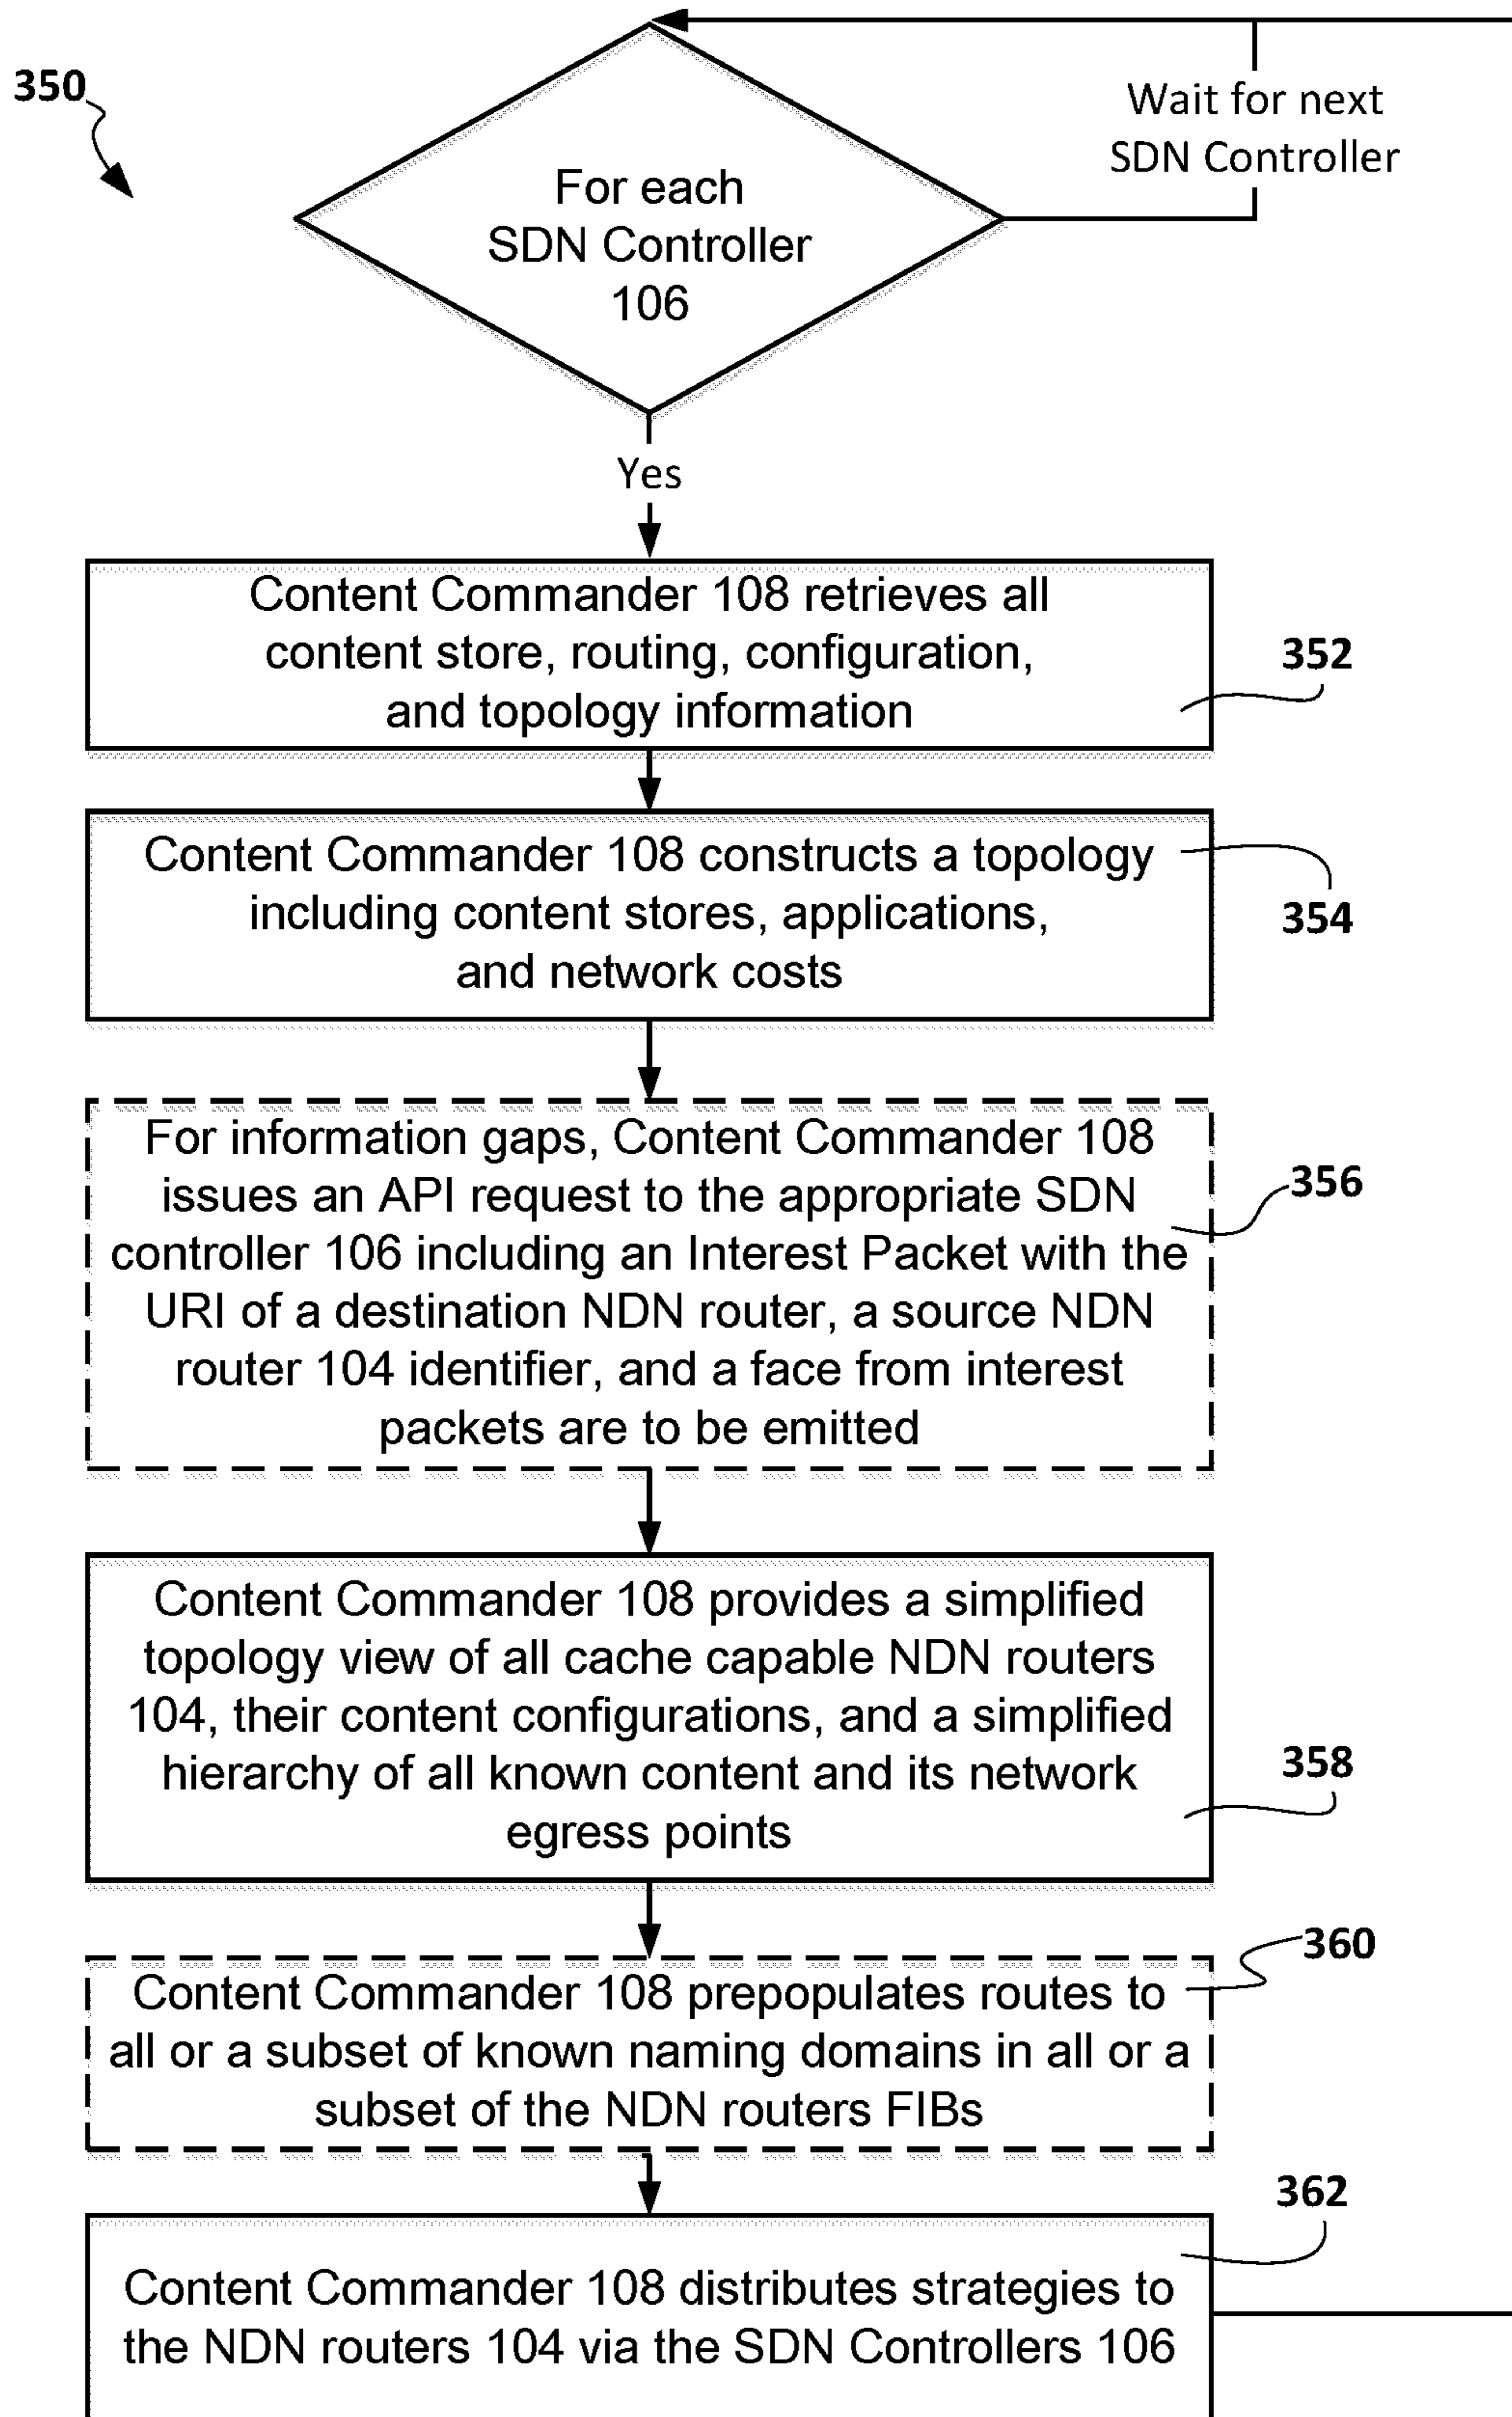 350
Wait for next
SDN Controller
For each
SDN Controller
106
Yes
Content Commander 108 retrieves all
content store, routing, configuration,
and topology information
352
Content Commander 108 constructs a topology
including content stores, applications,
and network costs
354
For information gaps, Content Commander 108
issues an API request to the appropriate SDN
controller 106 including an Interest Packet with the
URI of a destination NDN router, a source NDN
router 104 identifier, and a face from interest
packets are to be emitted
356
Content Commander 108 provides a simplified
topology view of all cache capable NDN routers
104, their content configurations, and a simplified
hierarchy of all known content and its network
egress points
358
Content Commander 108 prepopulates routes to
all or a subset of known naming domains in all or a
subset of the NDN routers FIBs
360
Content Commander 108 distributes strategies to
the NDN routers 104 via the SDN Controllers 106
362